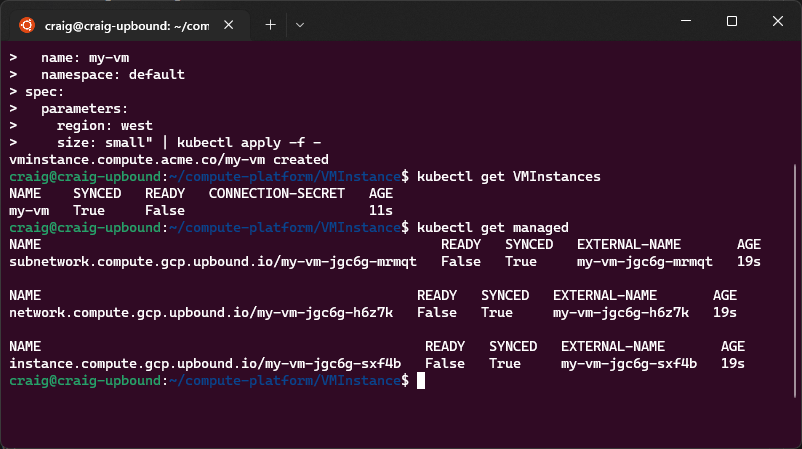 craig@craig-upbound: ~/com
>   name: my-vm
>   namespace: default
> spec:
>   parameters:
>     region: west
>     size: small" | kubectl apply -f -
vminstance.compute.acme.co/my-vm created
craig@craig-upbound:~/compute-platform/VMInstance$ kubectl get VMInstances
NAME    SYNCED   READY   CONNECTION-SECRET   AGE
my-vm   True     False                       11s
craig@craig-upbound:~/compute-platform/VMInstance$ kubectl get managed
NAME                                                  READY   SYNCED   EXTERNAL-NAME       AGE
subnetwork.compute.gcp.upbound.io/my-vm-jgc6g-mrmqt   False   True     my-vm-jgc6g-mrmqt   19s
NAME                                               READY   SYNCED   EXTERNAL-NAME       AGE
network.compute.gcp.upbound.io/my-vm-jgc6g-h6z7k   False   True     my-vm-jgc6g-h6z7k   19s
NAME                                                READY   SYNCED   EXTERNAL-NAME       AGE
instance.compute.gcp.upbound.io/my-vm-jgc6g-sxf4b   False   True     my-vm-jgc6g-sxf4b   19s
craig@craig-upbound:~/compute-platform/VMInstance$